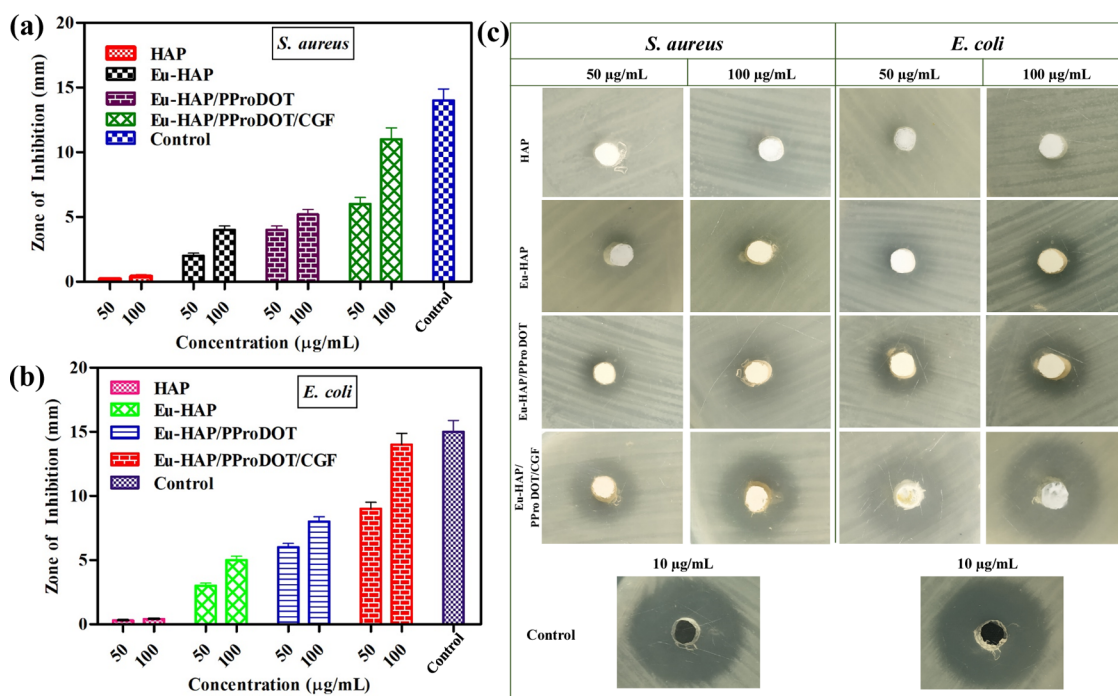 (a)
20
15
10
5
0
Zone of Inhibition (mm)
S. aureus
HAP
Eu-HAP
Eu-HAP/PProDOT
Eu-HAP/PProDOT/CGF
Control
50
100
50
100
50
100
50
100
Control
Concentration (µg/mL)
(b)
20
15
10
5
0
Zone of Inhibition (mm)
E. coli
HAP
Eu-HAP
Eu-HAP/PProDOT
Eu-HAP/PProDOT/CGF
Control
50
100
50
100
50
100
50
100
Control
Concentration (µg/mL)
(c)
S. aureus E. coli
50 µg/mL 100 µg/mL 50 µg/mL 100 µg/mL
HAP
Eu-HAP
Eu-HAP/PPro DOT
Eu-HAP/
PPro DOT/CGF
10 µg/mL 10 µg/mL
Control